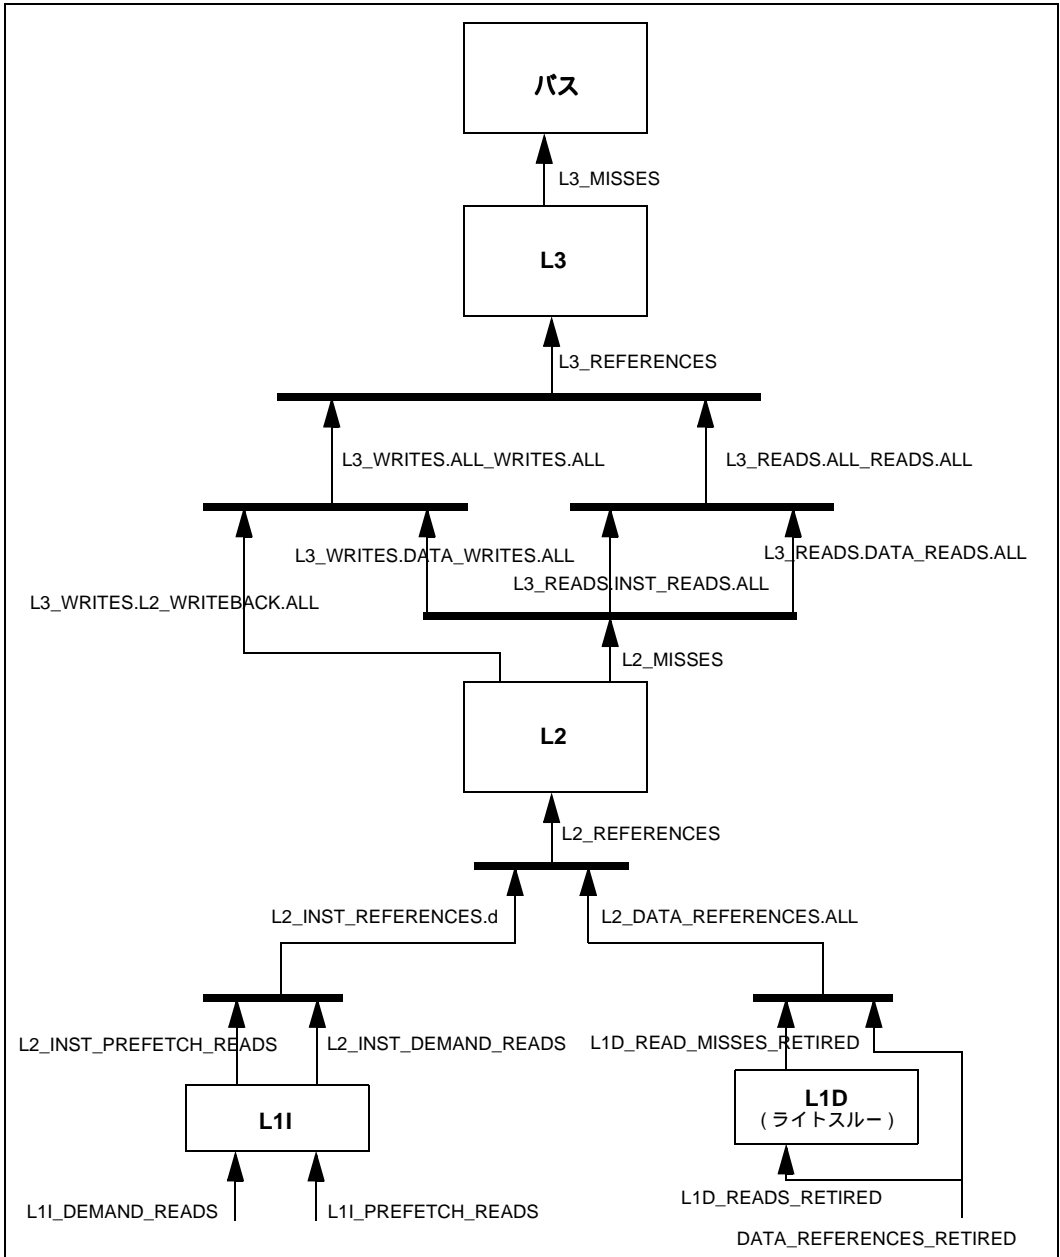 バス
L3_MISSES
L3
L3_REFERENCES
L3_WRITES.ALL_WRITES.ALL
L3_READS.ALL_READS.ALL
L3_WRITES.DATA_WRITES.ALL
L3_READS.DATA_READS.ALL
L3_READS.INST_READS.ALL
L3_WRITES.L2_WRITEBACK.ALL
L2_MISSES
L2
L2_REFERENCES
L2_INST_REFERENCES.d
L2_DATA_REFERENCES.ALL
L2_INST_PREFETCH_READS
L2_INST_DEMAND_READS
L1D_READ_MISSES_RETIRED
L1I
L1D
(ライトスルー)
L1I_DEMAND_READS
L1I_PREFETCH_READS
L1D_READS_RETIRED
DATA_REFERENCES_RETIRED